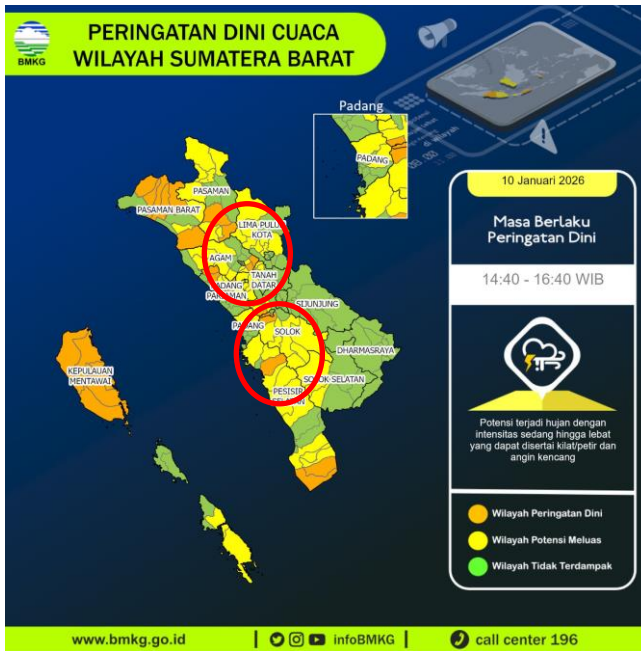 BMKG
PERINGATAN DINI CUACA
WILAYAH SUMATERA BARAT
Padang
PADANG
10 Januari 2026
Masa Berlaku
Peringatan Dini
14:40 - 16:40 WIB
Potensi terjadi hujan dengan
intensitas sedang hingga lebat
yang dapat disertai kilat/petir dan
angin kencang
Wilayah Peringatan Dini
Wilayah Potensi Meluas
Wilayah Tidak Terdampak
PASAMAN
PASAMAN BARAT
LIMA PULUH
KOTA
AGAM
TANAH
DATAR
PADANG
PARIAMAN
SIJUNJUNG
PADANG
SOLOK
DHARMASRAYA
KEPULAUAN
MENTAWAI
SOLOK SELATAN
PESISIR
SELATAN
www.bmkg.go.id
infoBMKG
call center 196